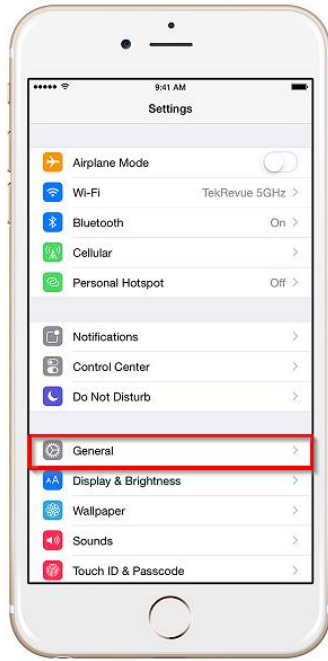 9:41 AM
Settings
Airplane Mode
Wi-Fi TekRevue 5GHz
Bluetooth On
Cellular
Personal Hotspot Off
Notifications
Control Center
Do Not Disturb
General
AA Display & Brightness
Wallpaper
Sounds
Touch ID & Passcode